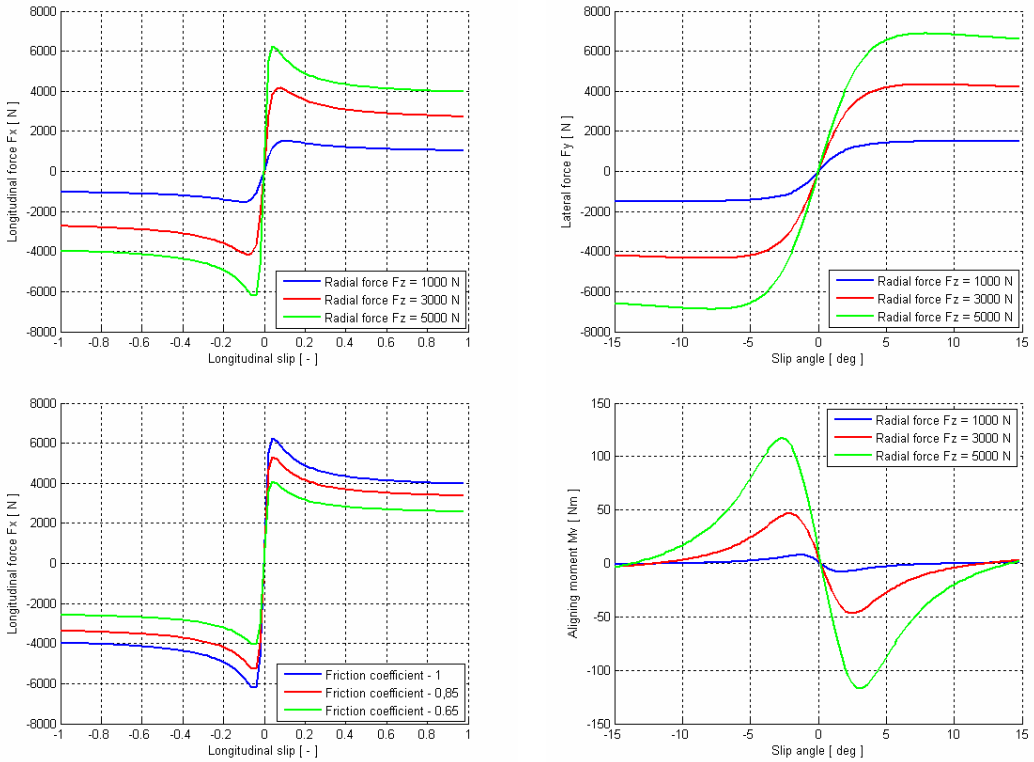 8000
6000
4000
2000
0
-2000
-4000
-6000
-8000
Longitudinal force Fx [ N ]
Radial force Fz = 1000 N
Radial force Fz = 3000 N
Radial force Fz = 5000 N
-1 -0.8 -0.6 -0.4 -0.2 0 0.2 0.4 0.6 0.8 1
Longitudinal slip [ - ]
8000
6000
4000
2000
0
-2000
-4000
-6000
-8000
Lateral force Fy [ N ]
Radial force Fz = 1000 N
Radial force Fz = 3000 N
Radial force Fz = 5000 N
-15 -10 -5 0 5 10 15
Slip angle [ deg ]
8000
6000
4000
2000
0
-2000
-4000
-6000
-8000
Longitudinal force Fx [ N ]
Friction coefficient - 1
Friction coefficient - 0,85
Friction coefficient - 0.65
-1 -0.8 -0.6 -0.4 -0.2 0 0.2 0.4 0.6 0.8 1
Longitudinal slip [ - ]
150
100
50
0
-50
-100
-150
Aligning moment Mv [ Nm ]
Radial force Fz = 1000 N
Radial force Fz = 3000 N
Radial force Fz = 5000 N
-15 -10 -5 0 5 10 15
Slip angle [ deg ]